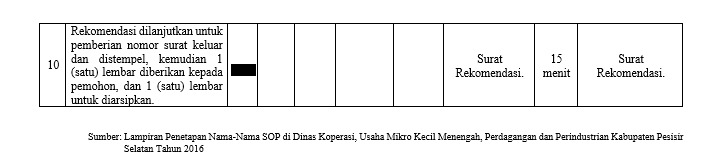 Rekomendasi dilanjutkan untuk
pemberian nomor surat keluar
dan distempel, kemudian 1
10 (satu) lembar diberikan kepada
pemohon, dan 1 (satu) lembar
untuk diarsipkan.
Surat
Rekomendasi.
15
menit
Surat
Rekomendasi.
Sumber: Lampiran Penetapan Nama-Nama SOP di Dinas Koperasi, Usaha Mikro Kecil Menengah, Perdagangan dan Perindustrian Kabupaten Pesisir
Selatan Tahun 2016